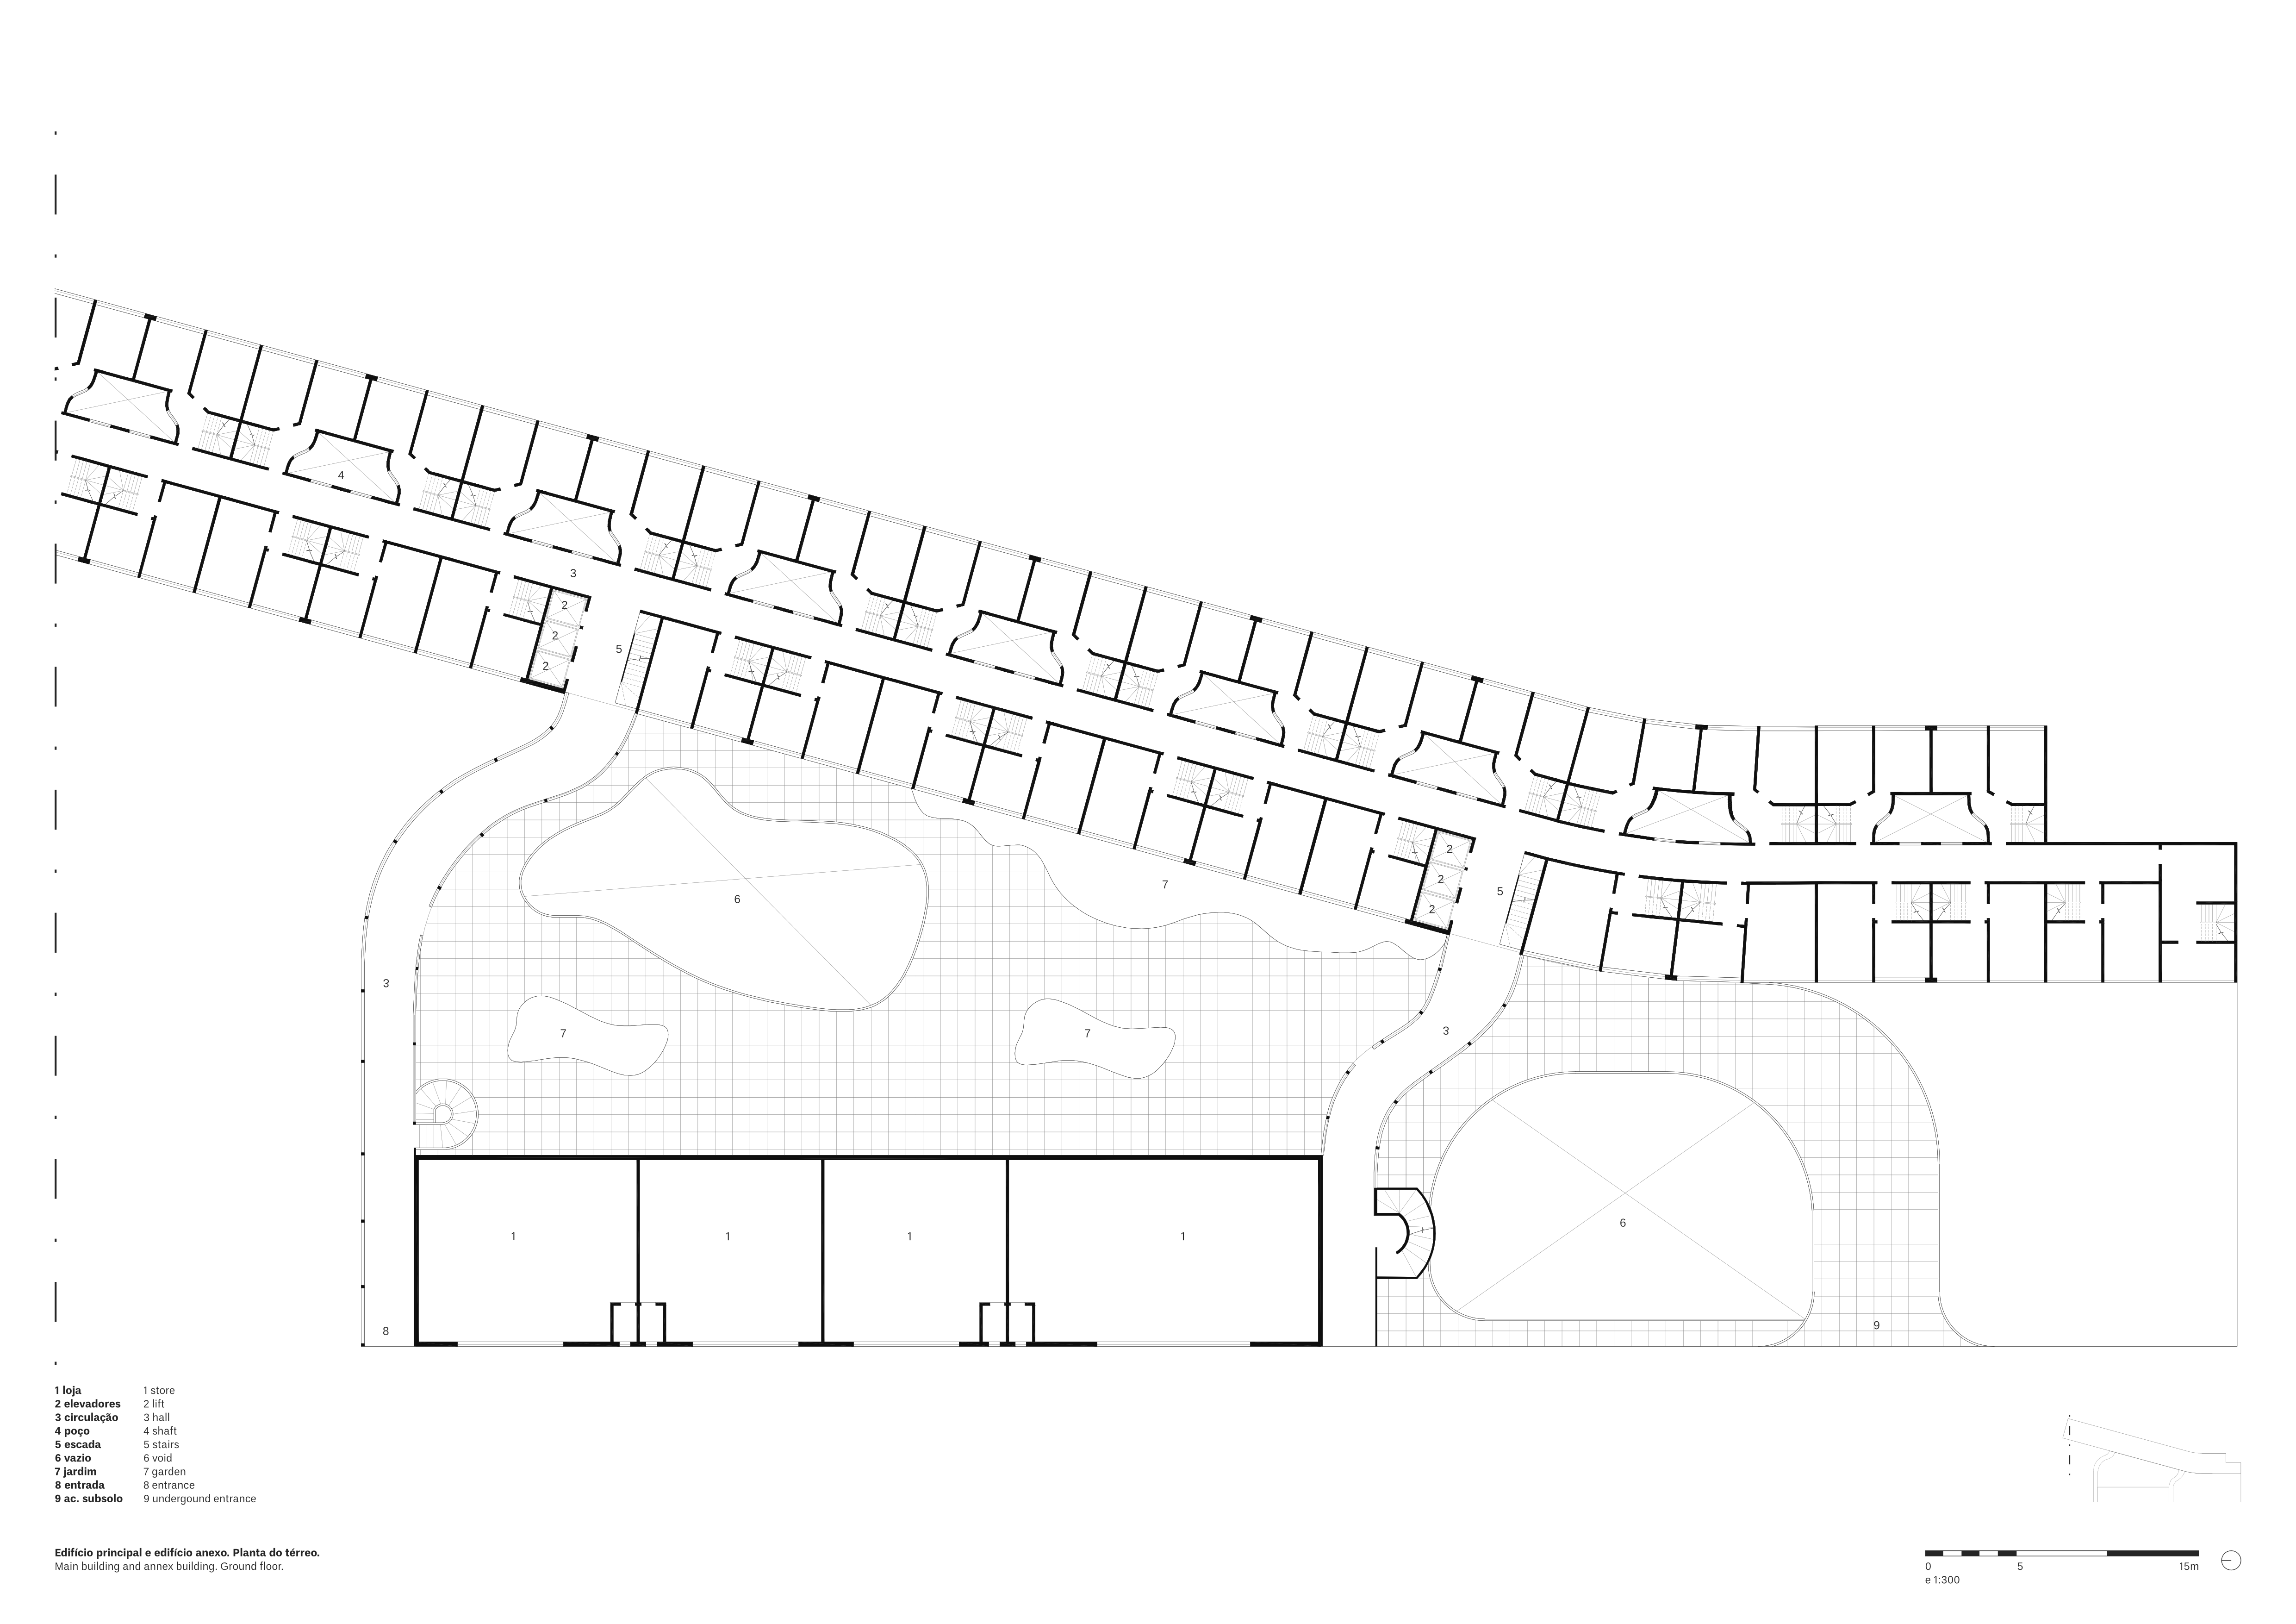 4
3
2
2
2
5
7
2
2
2
5
6
3
7
7
3
1
1
1
1
6
8
9
1 loja 1 store
2 elevadores 2 lift
3 circulação 3 hall
4 poço 4 shaft
5 escada 5 stairs
6 vazio 6 void
7 jardim 7 garden
8 entrada 8 entrance
9 ac. subsolo 9 undergound entrance
Edifício principal e edifício anexo. Planta do térreo.
Main building and annex building. Ground floor.
0 5 15m
e 1:300